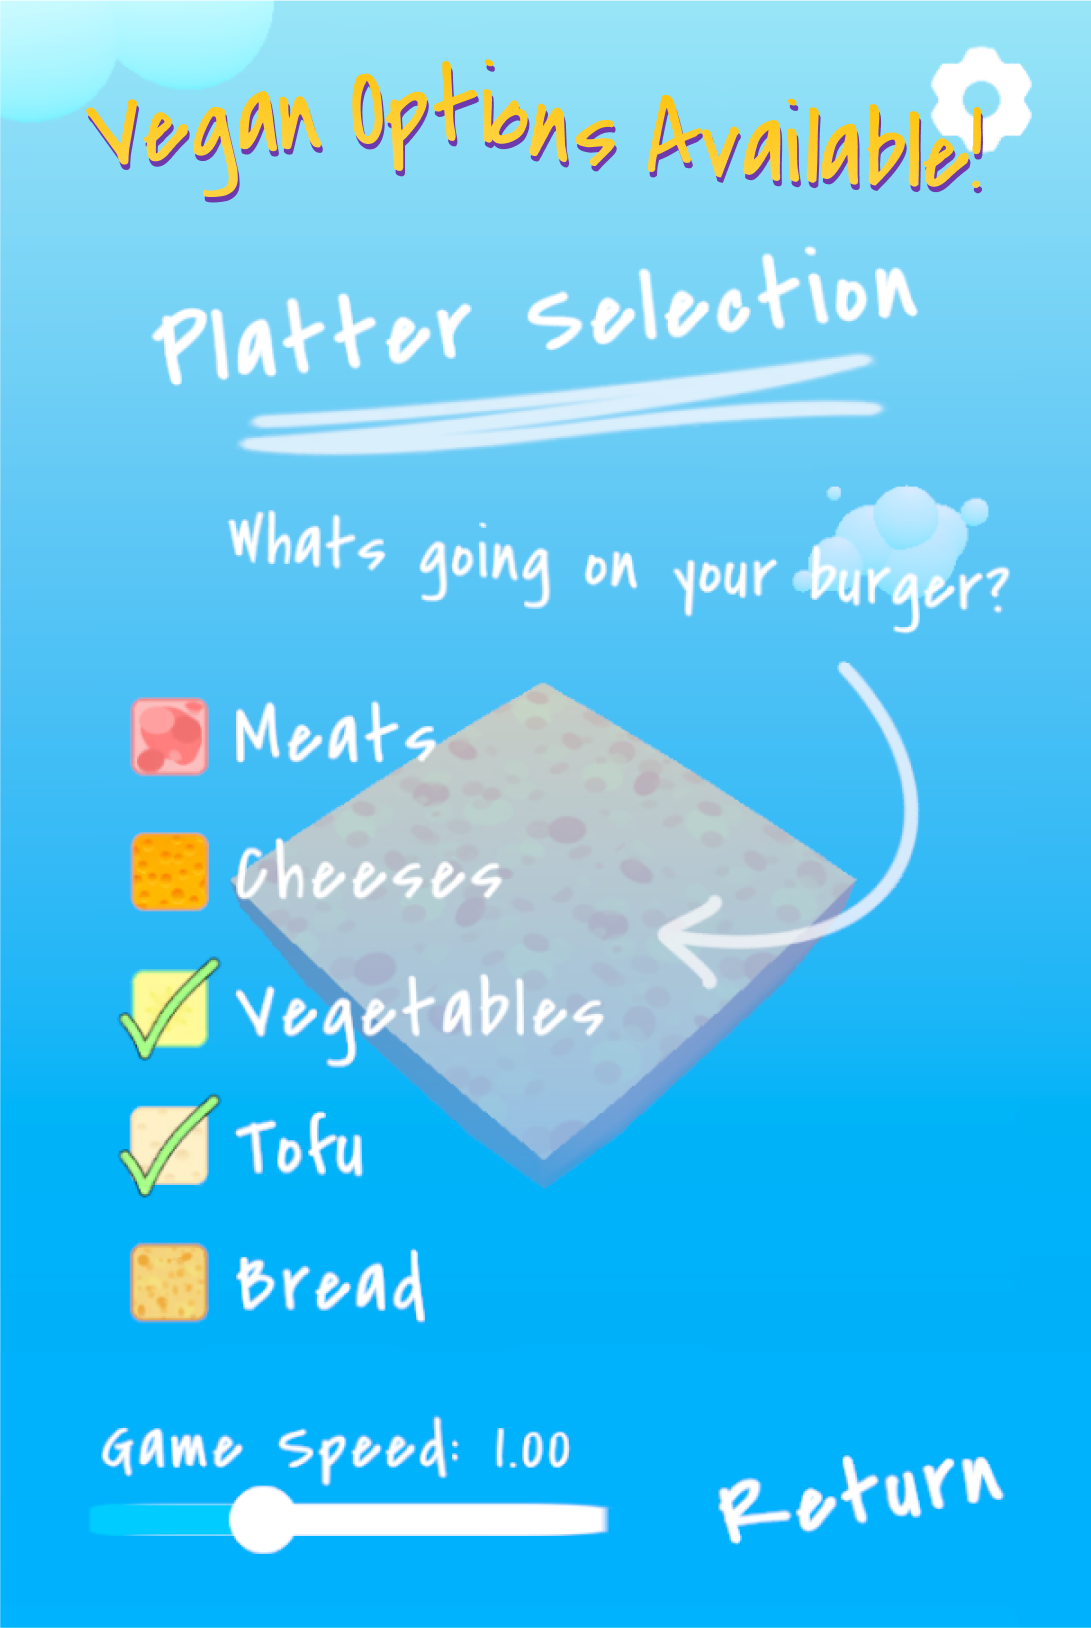 Vegan Options Available!
Platter Selection
Whats going on your burger?
Meats
Cheeses
Vegetables
Tofu
Bread
Game Speed: 1.00
Return